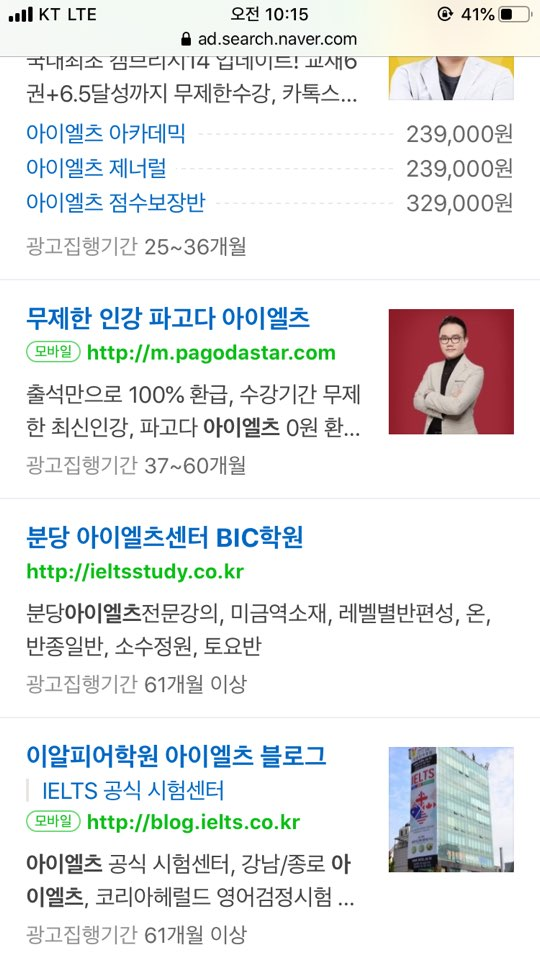 KT LTE 오전 10:15 41%
ad.search.naver.com
국내최초 캠브리지14 업데이트! 교재6
권+6.5달성까지 무제한수강, 카톡스...
아이엘츠 아카데믹 239,000원
아이엘츠 제너럴 239,000원
아이엘츠 점수보장반 329,000원
광고집행기간 25~36개월
무제한 인강 파고다 아이엘츠
모바일 http://m.pagodastar.com
출석만으로 100% 환급, 수강기간 무제
한 최신인강, 파고다 아이엘츠 0원 환...
광고집행기간 37~60개월
분당 아이엘츠센터 BIC학원
http://ieltsstudy.co.kr
분당아이엘츠전문강의, 미금역소재, 레벨별반편성, 온,
반종일반, 소수정원, 토요반
광고집행기간 61개월 이상
이알피어학원 아이엘츠 블로그
IELTS 공식 시험센터
모바일 http://blog.ielts.co.kr
아이엘츠 공식 시험센터, 강남/종로 아
이엘츠, 코리아헤럴드 영어검정시험 ...
광고집행기간 61개월 이상
IELTS